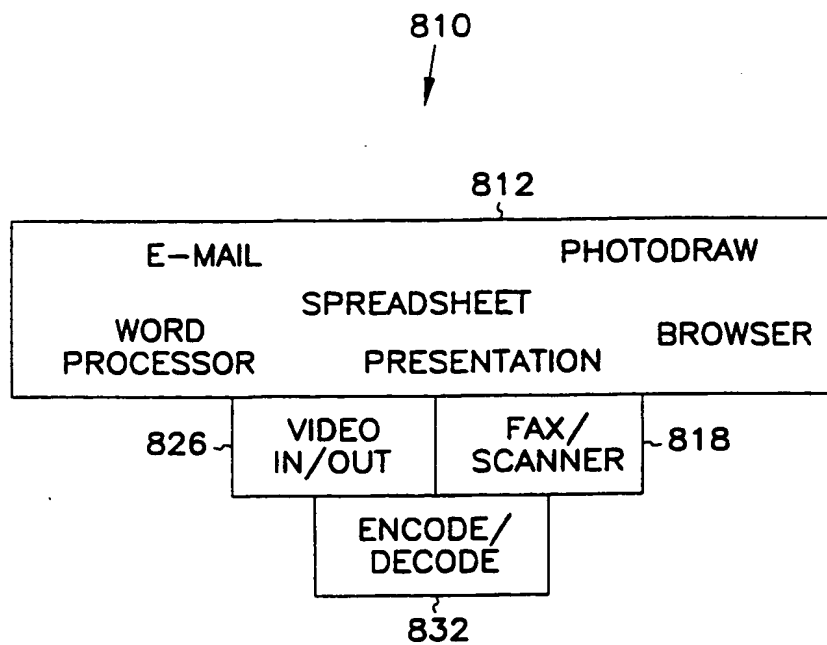 810
812
E-MAIL
PHOTODRAW
SPREADSHEET
WORD
PROCESSOR
PRESENTATION
BROWSER
826
VIDEO
IN/OUT
FAX/
SCANNER
818
ENCODE/
DECODE
832